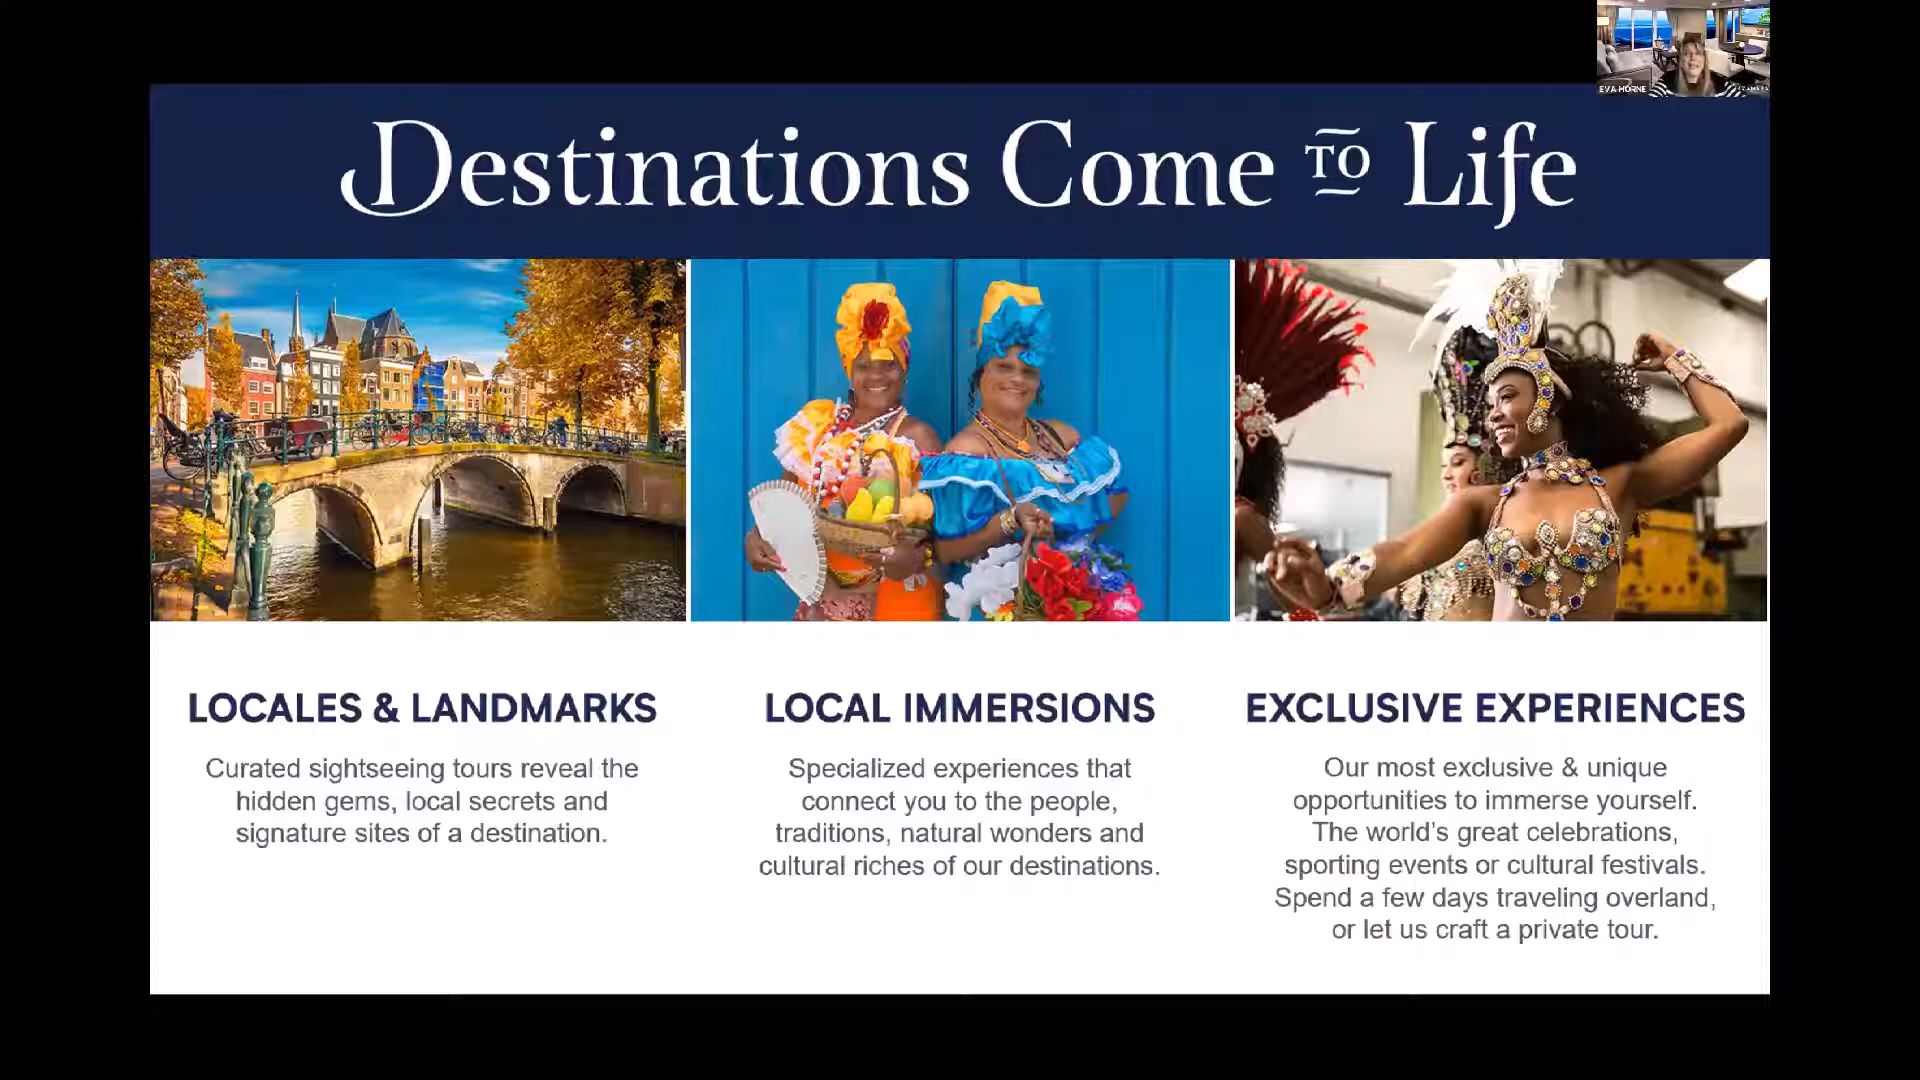 EVA HORNE
Destinations Come TO Life
LOCALES & LANDMARKS
Curated sightseeing tours reveal the
hidden gems, local secrets and
signature sites of a destination.
LOCAL IMMERSIONS
Specialized experiences that
connect you to the people,
traditions, natural wonders and
cultural riches of our destinations.
EXCLUSIVE EXPERIENCES
Our most exclusive & unique
opportunities to immerse yourself.
The world’s great celebrations,
sporting events or cultural festivals.
Spend a few days traveling overland,
or let us craft a private tour.